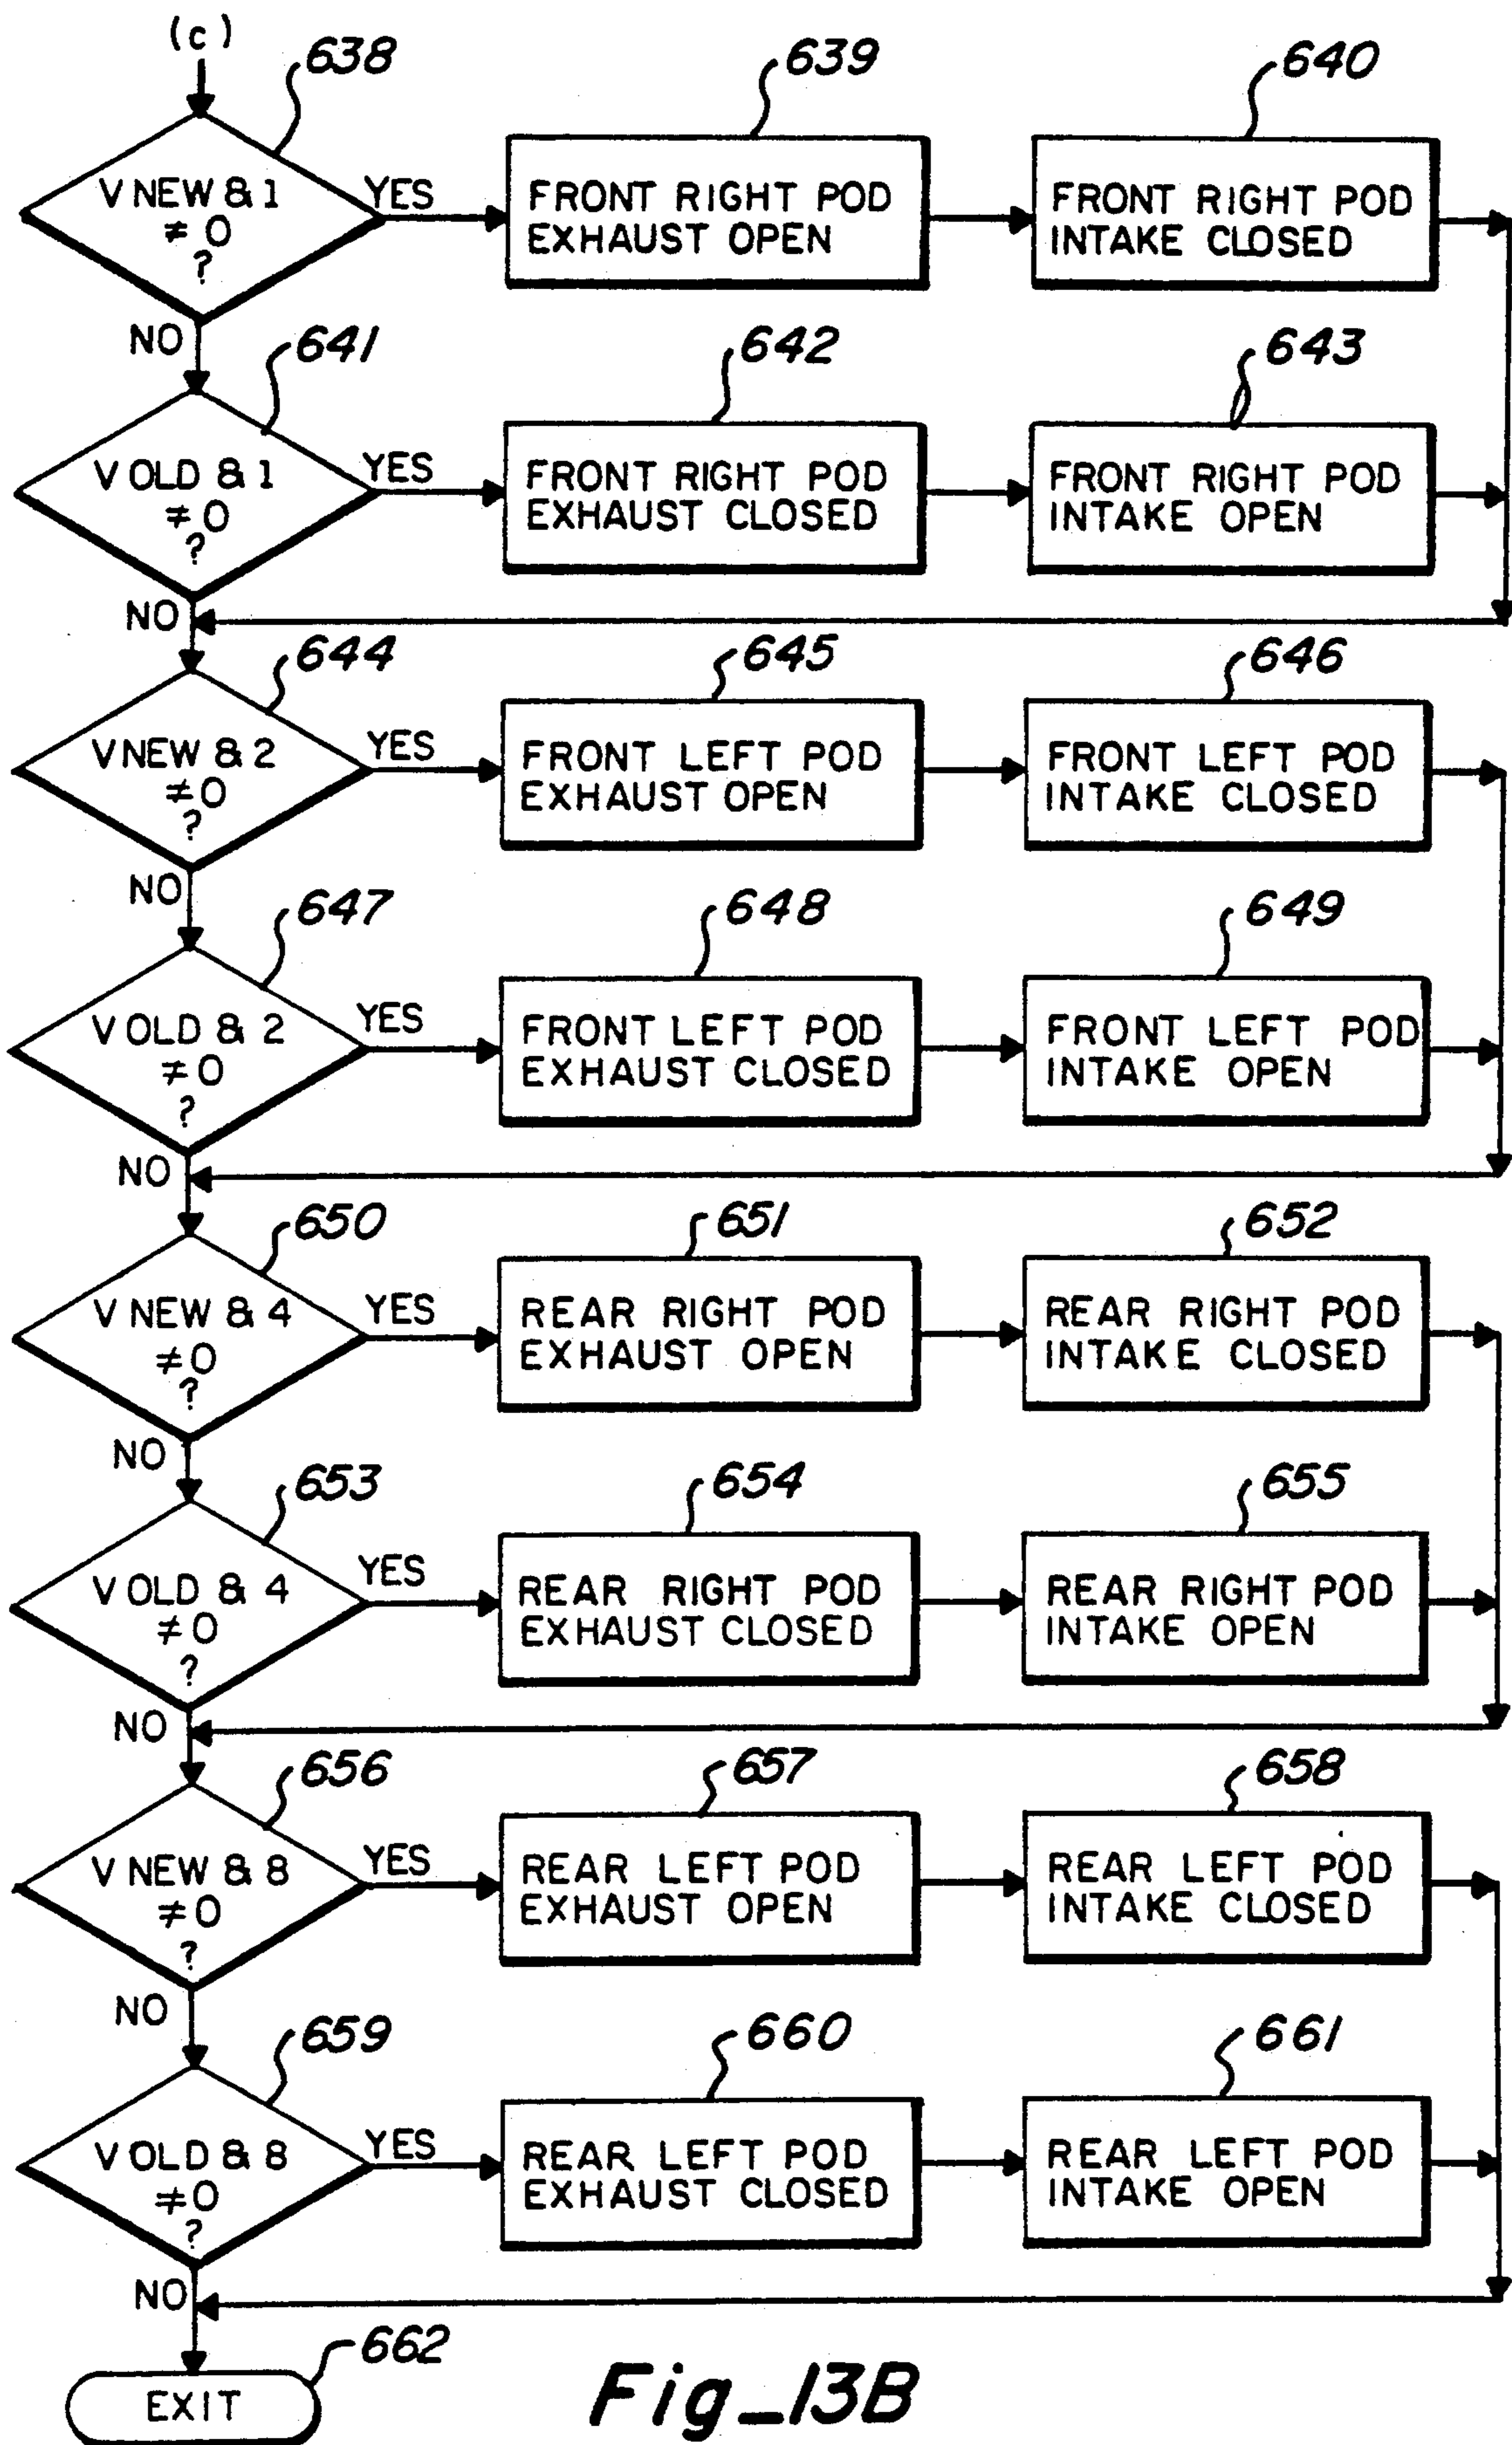 (c)
638
639
640
V NEW & 1
≠ 0
?
YES
FRONT RIGHT POD
EXHAUST OPEN
FRONT RIGHT POD
INTAKE CLOSED
NO
641
642
643
V OLD & 1
≠ 0
?
YES
FRONT RIGHT POD
EXHAUST CLOSED
FRONT RIGHT POD
INTAKE OPEN
NO
644
645
646
V NEW & 2
≠ 0
?
YES
FRONT LEFT POD
EXHAUST OPEN
FRONT LEFT POD
INTAKE CLOSED
NO
647
648
649
V OLD & 2
≠ 0
?
YES
FRONT LEFT POD
EXHAUST CLOSED
FRONT LEFT POD
INTAKE OPEN
NO
650
651
652
V NEW & 4
≠ 0
?
YES
REAR RIGHT POD
EXHAUST OPEN
REAR RIGHT POD
INTAKE CLOSED
NO
653
654
655
V OLD & 4
≠ 0
?
YES
REAR RIGHT POD
EXHAUST CLOSED
REAR RIGHT POD
INTAKE OPEN
NO
656
657
658
V NEW & 8
≠ 0
?
YES
REAR LEFT POD
EXHAUST OPEN
REAR LEFT POD
INTAKE CLOSED
NO
659
660
661
V OLD & 8
≠ 0
?
YES
REAR LEFT POD
EXHAUST CLOSED
REAR LEFT POD
INTAKE OPEN
NO
662
EXIT
Fig_13B